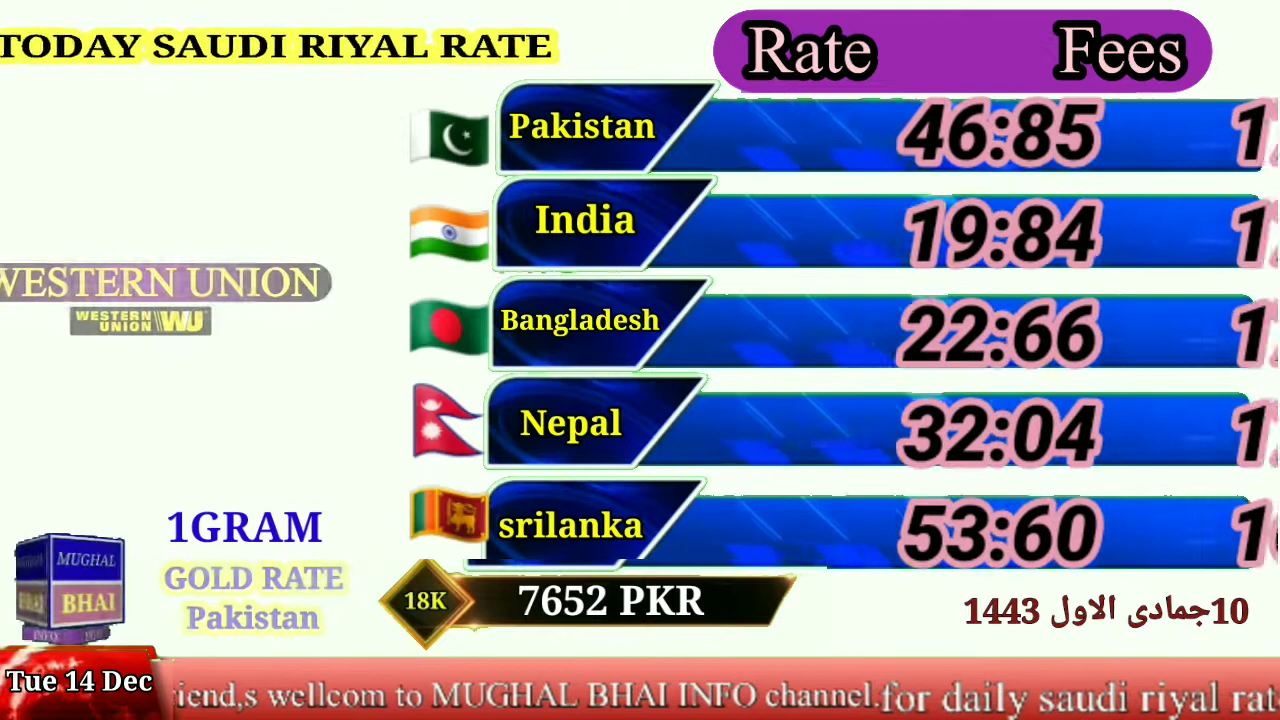 TODAY SAUDI RIYAL RATE
Rate Fees
Pakistan 46:85
India 19:84
Bangladesh 22:66
Nepal 32:04
srilanka 53:60
WESTERN UNION
WESTERN UNION WU
1GRAM
GOLD RATE
Pakistan
18K 7652 PKR
10جمادى الاول 1443
MUGHAL
BHAI
Tue 14 Dec
iend,s wellcom to MUGHAL BHAI INFO channel.for daily saudi riyal rat